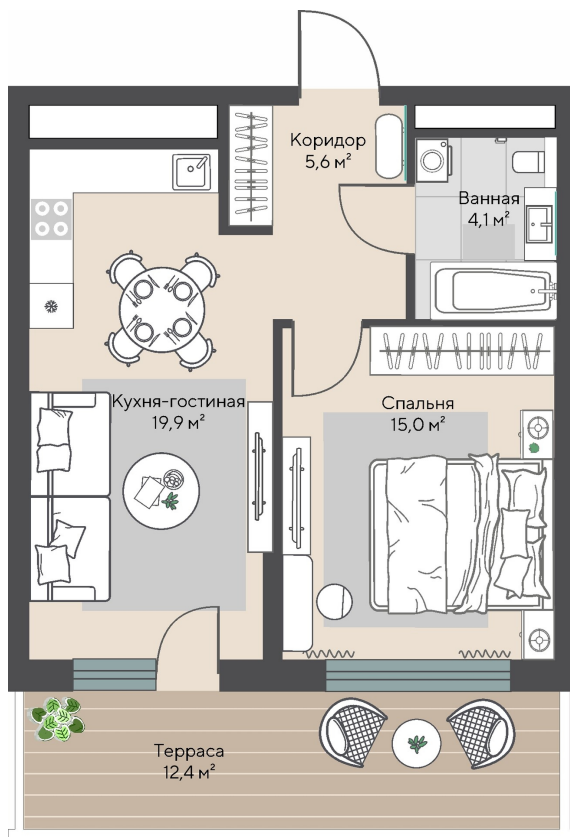 Коридор
5,6 м²
Ванная
4,1 м²
Кухня-гостиная
19,9 м²
Спальня
15,0 м²
Терраса
12,4 м²